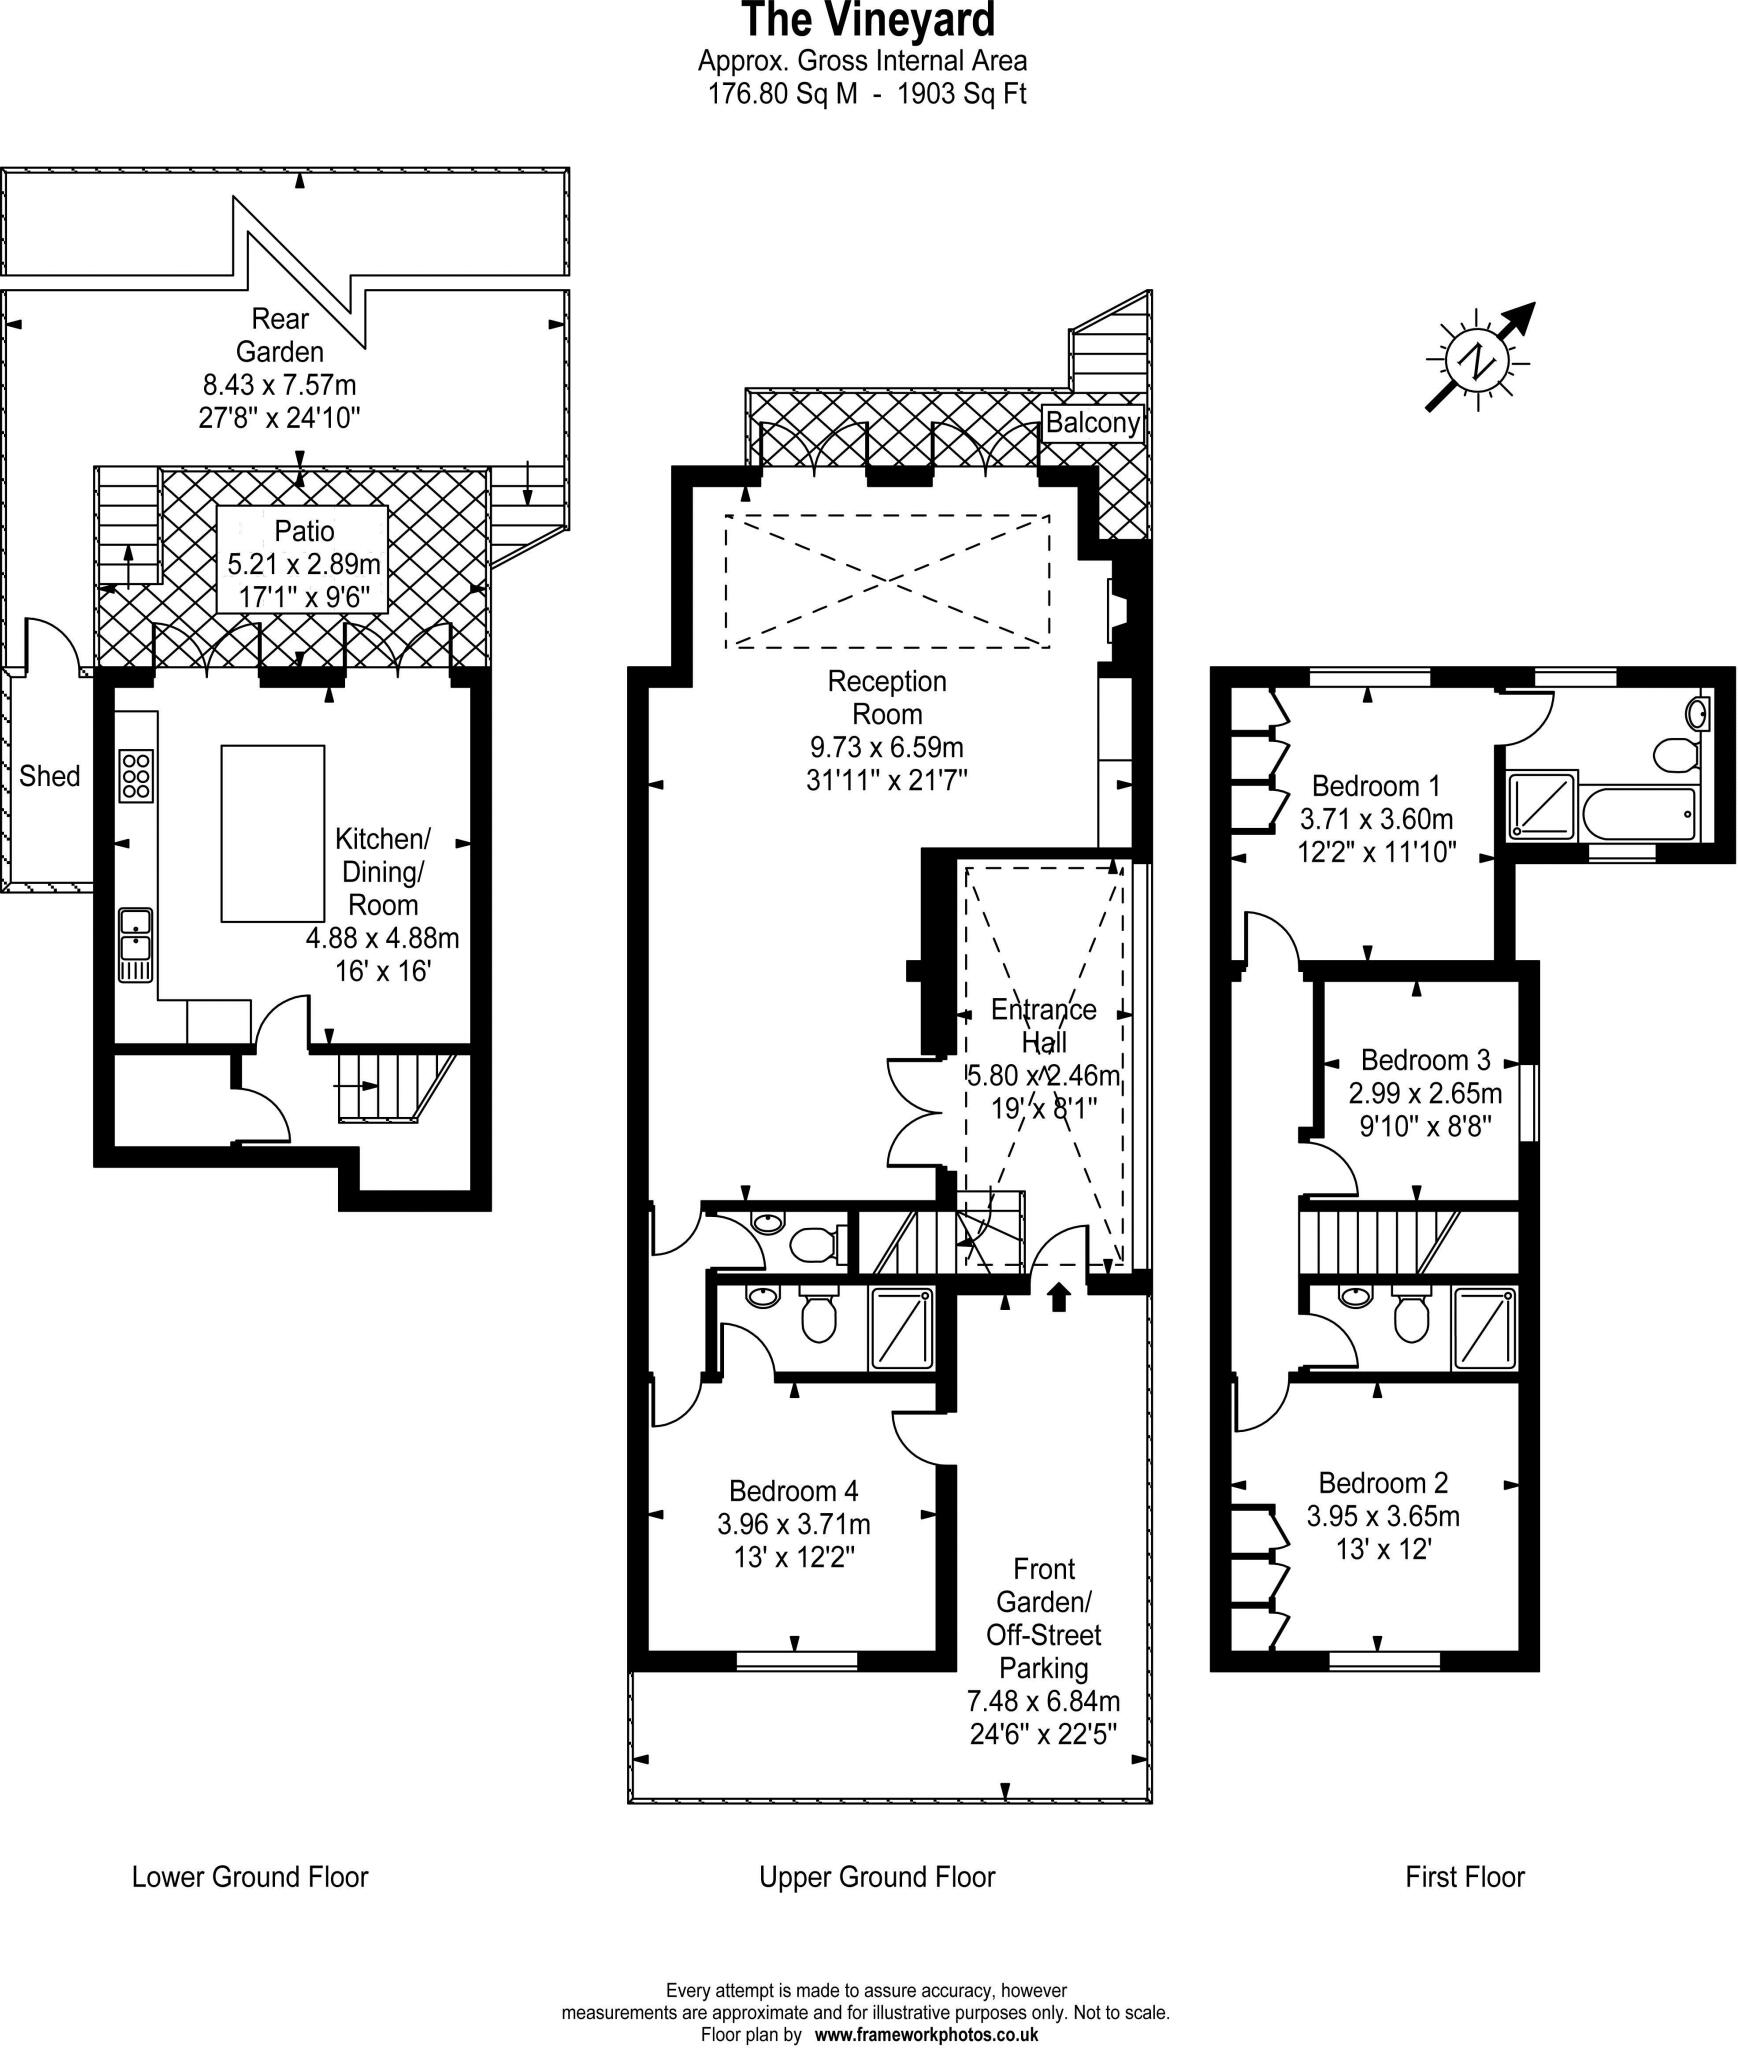 The Vineyard
Approx. Gross Internal Area
176.80 Sq M - 1903 Sq Ft
Rear
Garden
8.43 x 7.57m
27'8" x 24'10"
Patio
5.21 x 2.89m
17'1" x 9'6"
Shed
Kitchen/
Dining/
Room
4.88 x 4.88m
16' x 16'
Lower Ground Floor
Balcony
Reception
Room
9.73 x 6.59m
31'11" x 21'7"
Entrance
Hall
5.80 x 2.46m
19' x 8'1"
Bedroom 4
3.96 x 3.71m
13' x 12'2"
Front
Garden/
Off-Street
Parking
7.48 x 6.84m
24'6" x 22'5"
Upper Ground Floor
N
Bedroom 1
3.71 x 3.60m
12'2" x 11'10"
Bedroom 3
2.99 x 2.65m
9'10" x 8'8"
Bedroom 2
3.95 x 3.65m
13' x 12'
First Floor
Every attempt is made to assure accuracy, however
measurements are approximate and for illustrative purposes only. Not to scale.
Floor plan by www.frameworkphotos.co.uk